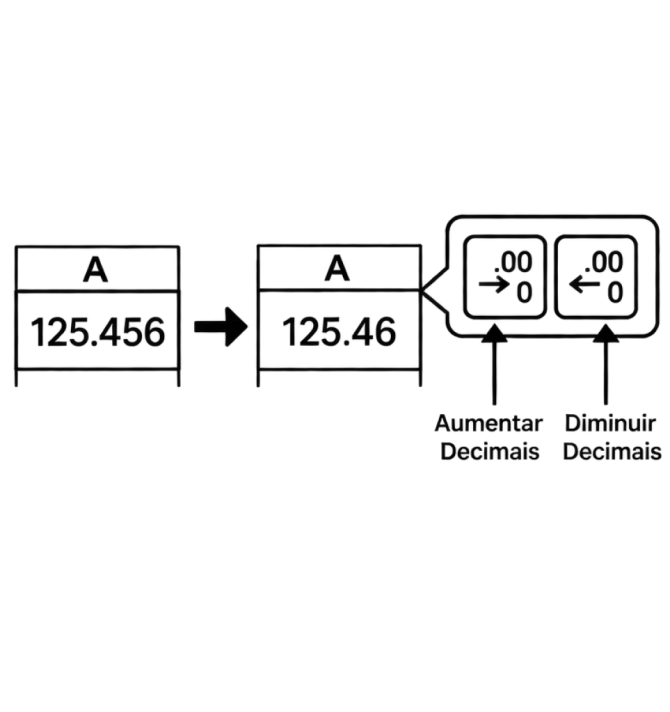 A
125.456
A
125.46
.00
0
.00
0
Aumentar
Decimais
Diminuir
Decimais